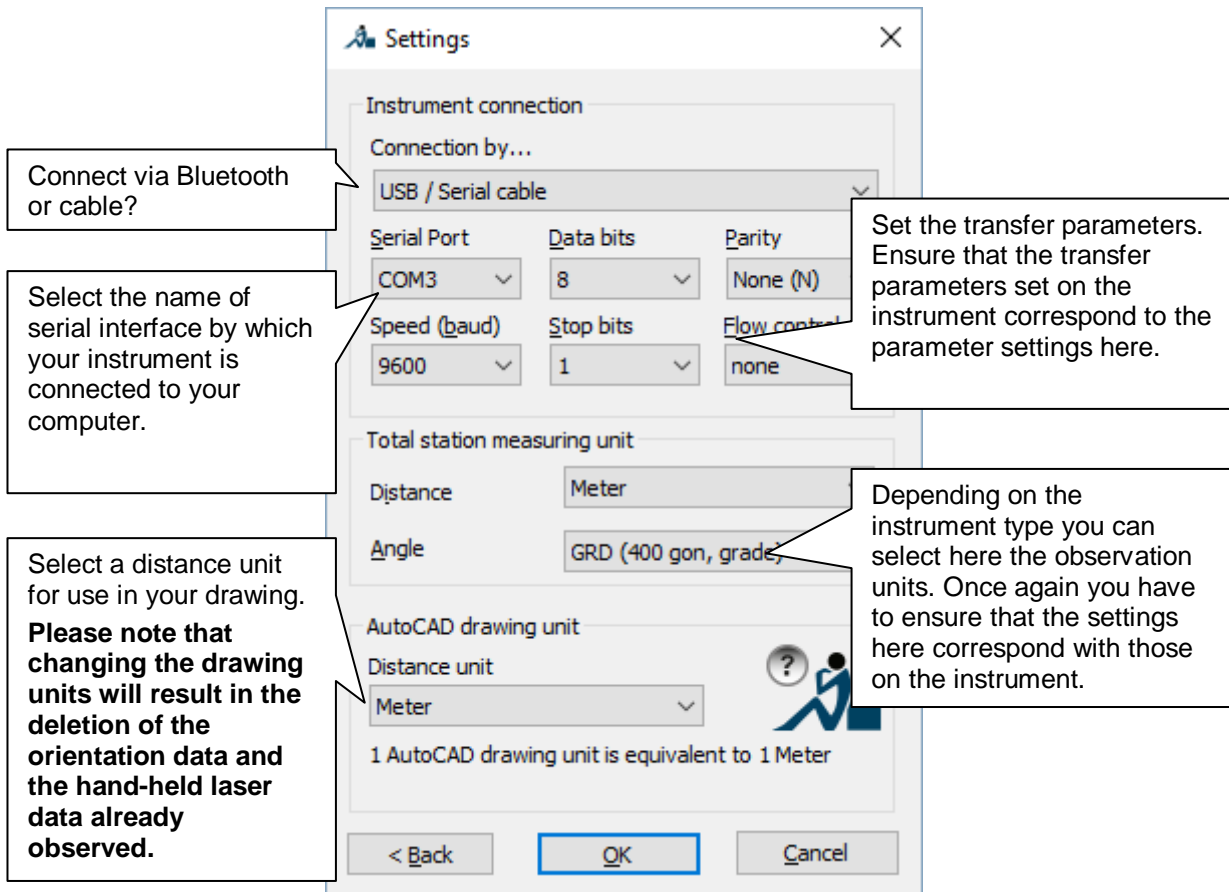 Settings
Instrument connection
Connection by...
USB / Serial cable
Serial Port
Data bits
Parity
COM3
8
None (N)
Speed (baud)
Stop bits
Flow control
9600
1
none
Total station measuring unit
Distance
Meter
Angle
GRD (400 gon, grade)
AutoCAD drawing unit
Distance unit
?
Meter
1 AutoCAD drawing unit is equivalent to 1 Meter
< Back
OK
Cancel
Connect via Bluetooth
or cable?
Select the name of
serial interface by which
your instrument is
connected to your
computer.
Select a distance unit
for use in your drawing.
Please note that
changing the drawing
units will result in the
deletion of the
orientation data and
the hand-held laser
data already
observed.
Set the transfer parameters.
Ensure that the transfer
parameters set on the
instrument correspond to the
parameter settings here.
Depending on the
instrument type you can
select here the observation
units. Once again you have
to ensure that the settings
here correspond with those
on the instrument.